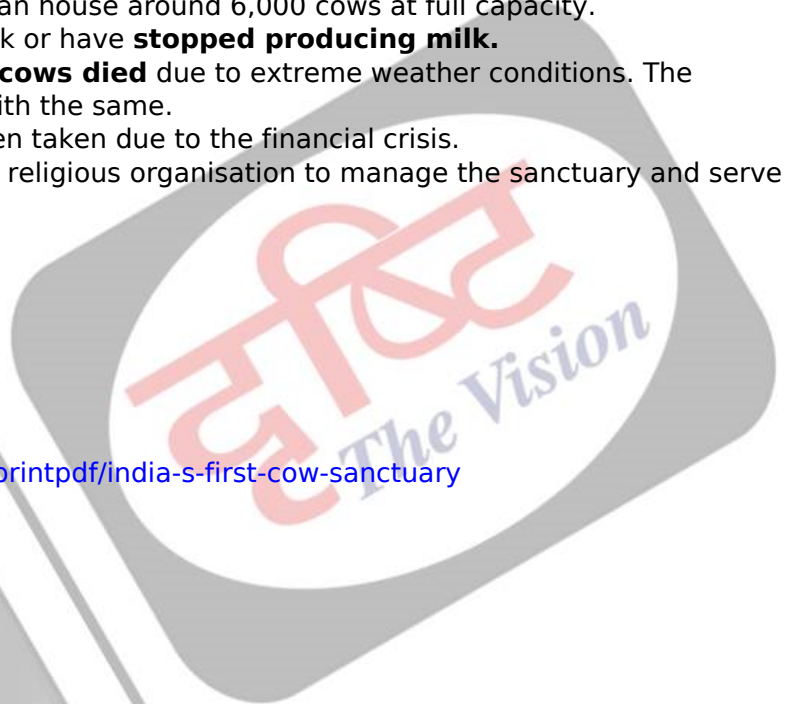 an house around 6,000 cows at full capacity.
k or have stopped producing milk.
cows died due to extreme weather conditions. The
ith the same.
en taken due to the financial crisis.
religious organisation to manage the sanctuary and serve
दृष्टि
The Vision
printpdf/india-s-first-cow-sanctuary